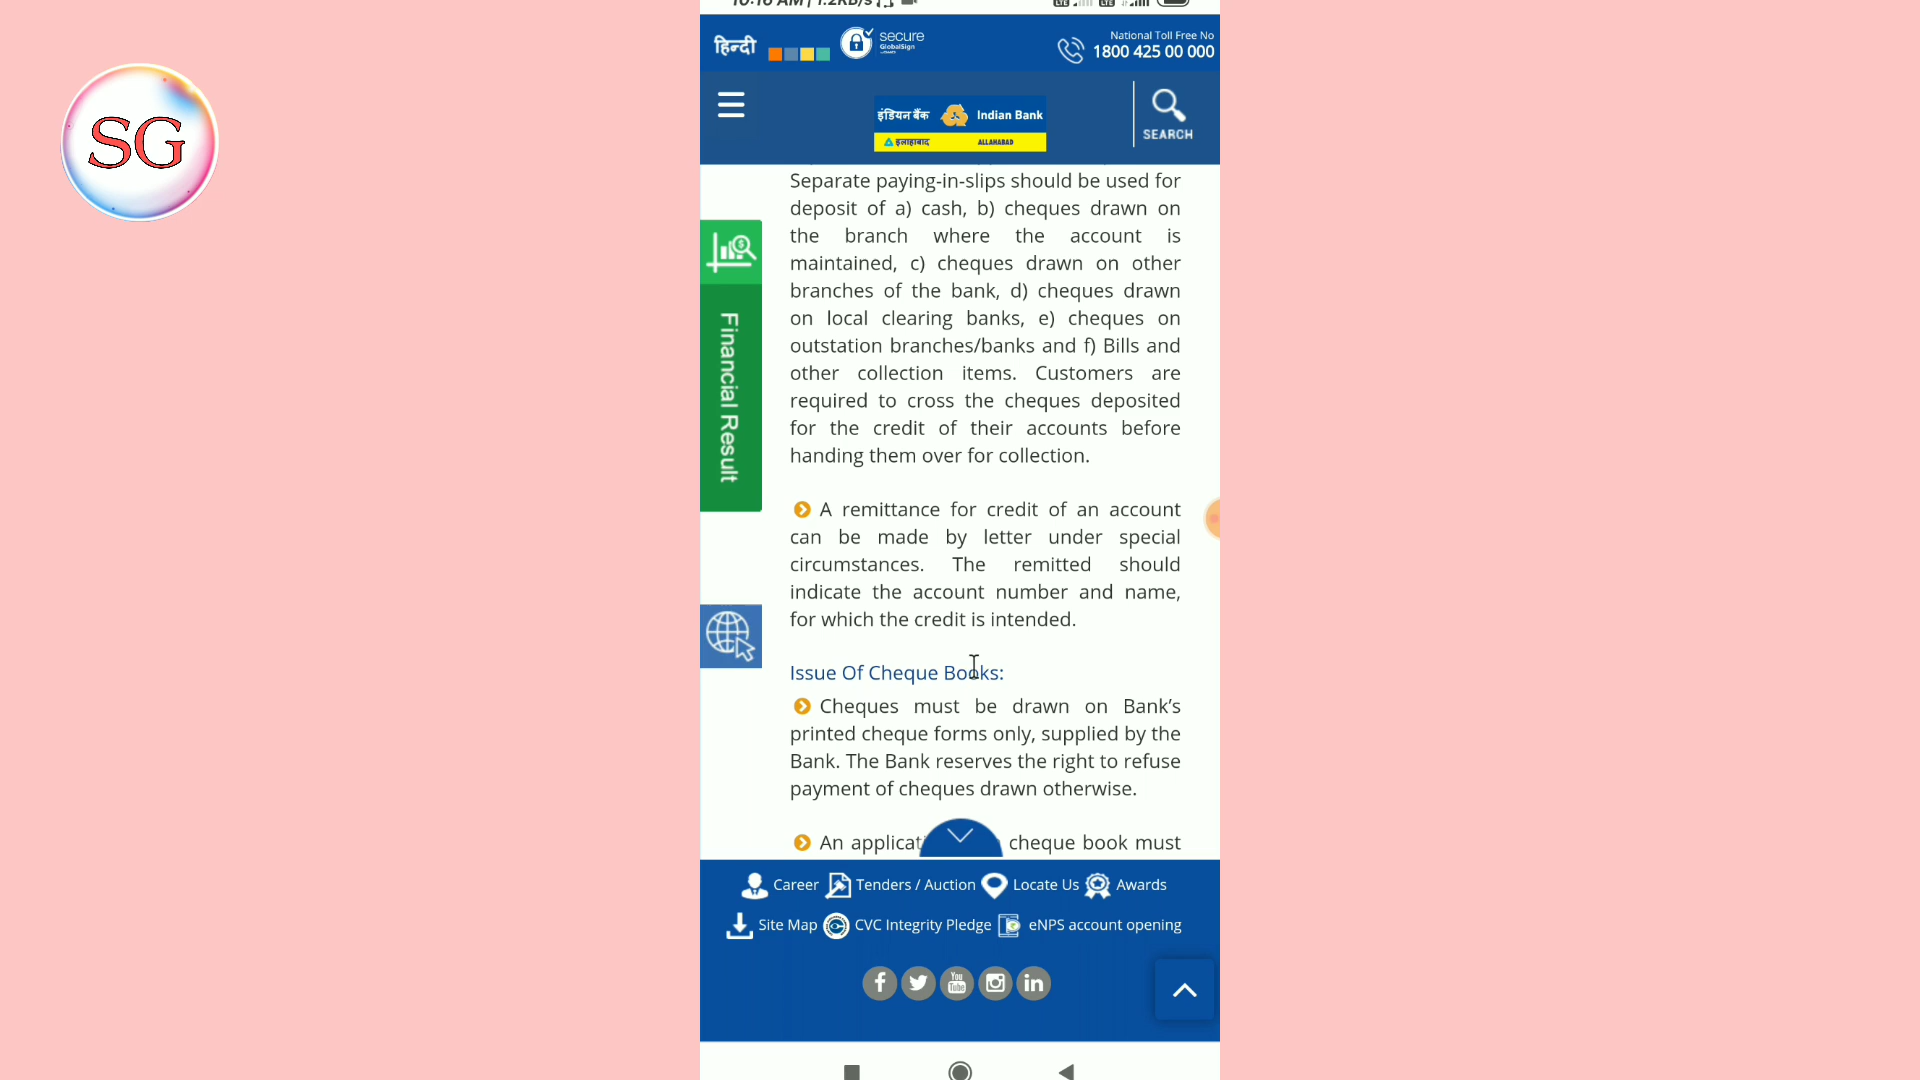 SG
10:16 AM | 1.2KB/s
हिन्दी
secure
GlobalSign
National Toll Free No
1800 425 00 000
इंडियन बैंक Indian Bank
इलाहाबाद ALLAHABAD
SEARCH
Separate paying-in-slips should be used for
deposit of a) cash, b) cheques drawn on
the branch where the account is
maintained, c) cheques drawn on other
branches of the bank, d) cheques drawn
on local clearing banks, e) cheques on
outstation branches/banks and f) Bills and
other collection items. Customers are
required to cross the cheques deposited
for the credit of their accounts before
handing them over for collection.
Financial Result
A remittance for credit of an account
can be made by letter under special
circumstances. The remitted should
indicate the account number and name,
for which the credit is intended.
Issue Of Cheque Books:
Cheques must be drawn on Bank's
printed cheque forms only, supplied by the
Bank. The Bank reserves the right to refuse
payment of cheques drawn otherwise.
An cheque book must
Career Tenders / Auction Locate Us Awards
Site Map CVC Integrity Pledge eNPS account opening
You Tube